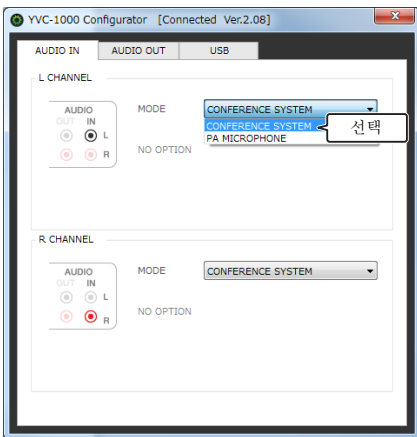 YVC-1000 Configurator [Connected Ver.2.08]
AUDIO IN AUDIO OUT USB
L CHANNEL
AUDIO
OUT IN
L
R
MODE
CONFERENCE SYSTEM
CONFERENCE SYSTEM
PA MICROPHONE
선택
NO OPTION
R CHANNEL
AUDIO
OUT IN
L
R
MODE
CONFERENCE SYSTEM
NO OPTION